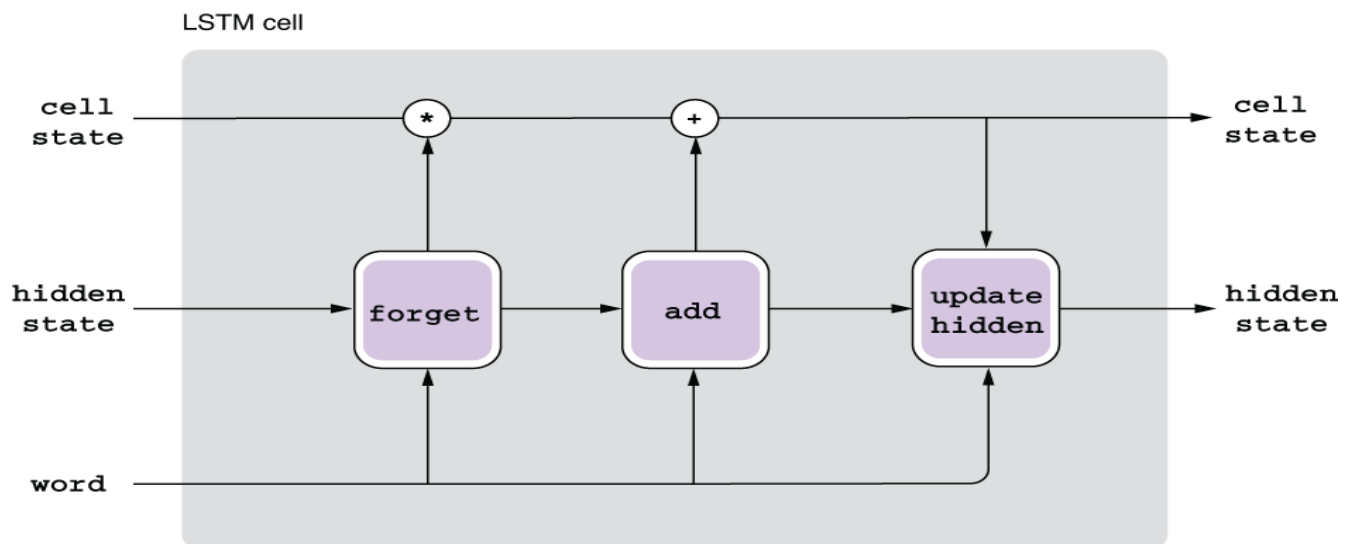 LSTM cell
cell
state
*
+
cell
state
hidden
state
forget
add
update
hidden
hidden
state
word